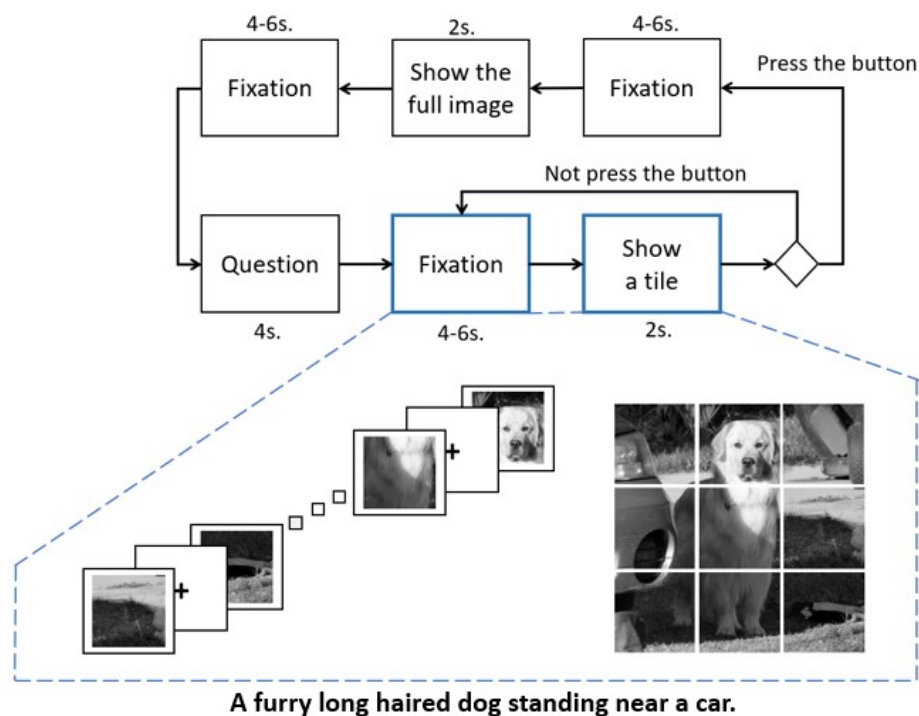 4-6s.
2s.
4-6s.
Fixation
Show the
full image
Fixation
Press the button
Not press the button
Question
Fixation
Show
a tile
4s.
4-6s.
2s.
+
+
A furry long haired dog standing near a car.